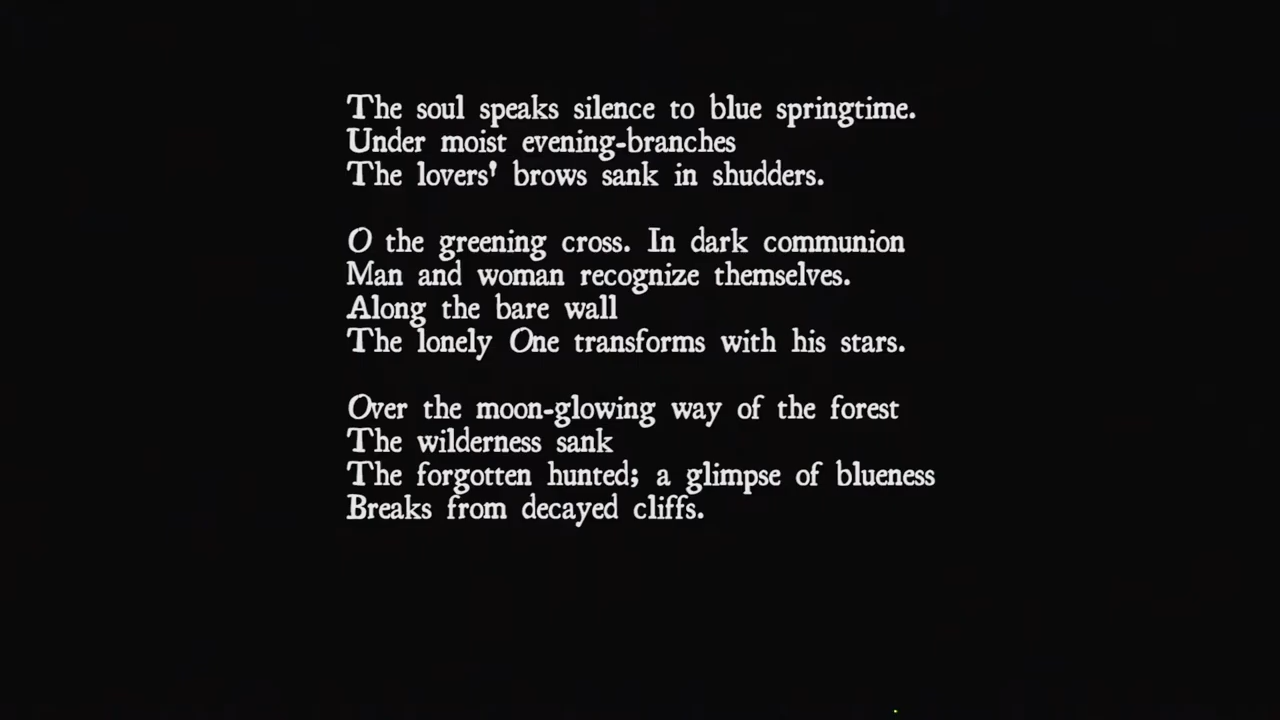 The soul speaks silence to blue springtime.
Under moist evening-branches
The lovers' brows sank in shudders.
O the greening cross. In dark communion
Man and woman recognize themselves.
Along the bare wall
The lonely One transforms with his stars.
Over the moon-glowing way of the forest
The wilderness sank
The forgotten hunted; a glimpse of blueness
Breaks from decayed cliffs.